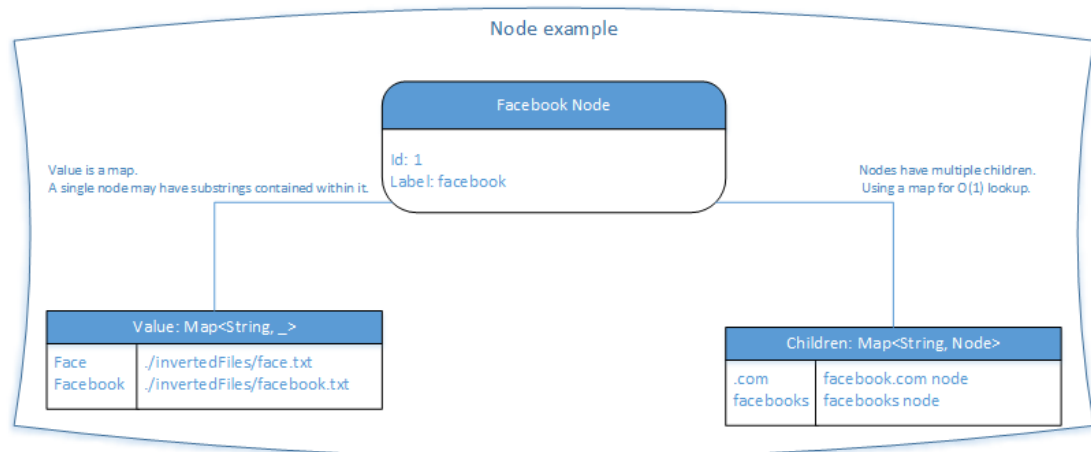 Node example
Facebook Node
Id: 1
Label: facebook
Value is a map.
A single node may have substrings contained within it.
Nodes have multiple children.
Using a map for O(1) lookup.
Value: Map<String, _>
Face ./invertedFiles/face.txt
Facebook ./invertedFiles/facebook.txt
Children: Map<String, Node>
.com facebook.com node
facebooks facebooks node